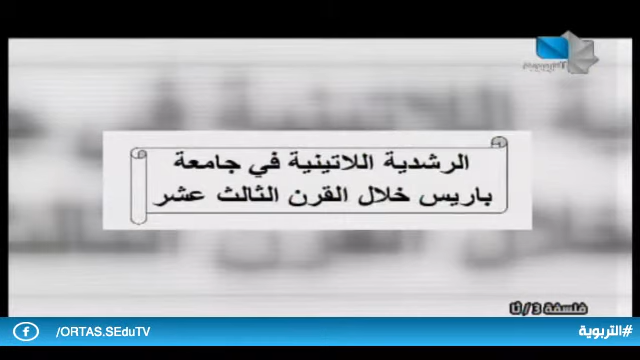 الرشدية اللاتينية في جامعة
باريس خلال القرن الثالث عشر
فلسفة 3 / ثا
/ORTAS.SEduTV
#التربوية